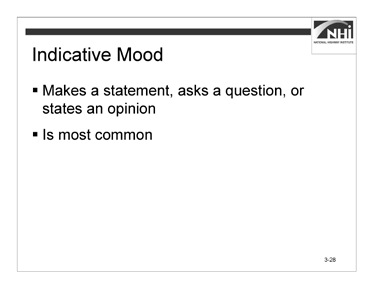 NHi
NATIONAL HIGHWAY INSTITUTE
Indicative Mood
▪ Makes a statement, asks a question, or
states an opinion
▪ Is most common
3-28